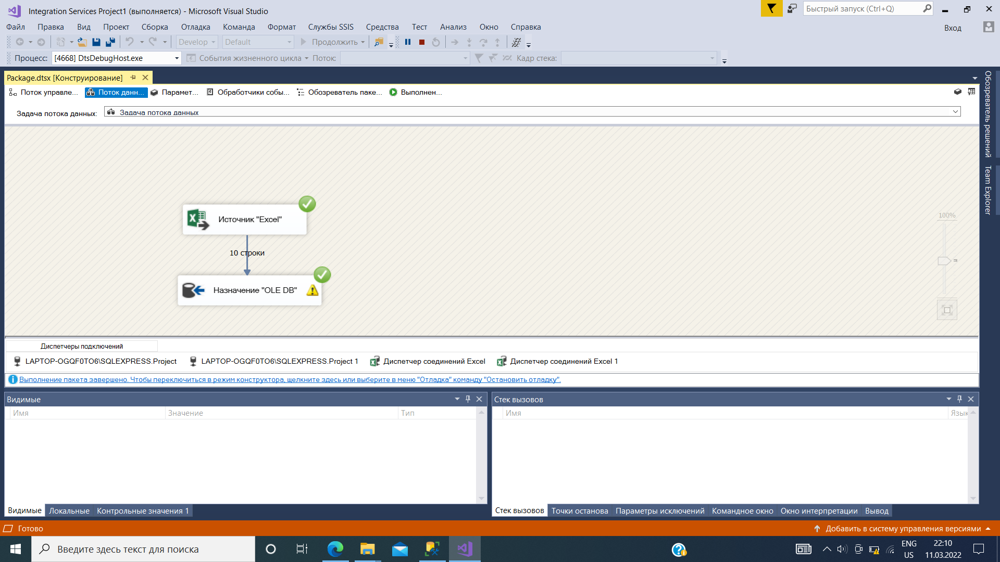 Integration Services Project1 (выполняется) - Microsoft Visual Studio
Быстрый запуск (Ctrl+Q)
Файл Правка Вид Проект Сборка Отладка Команда Формат Службы SSIS Средства Тест Анализ Окно Справка
Вход
Develop Default Продолжить
Процесс: [4668] DtsDebugHost.exe События жизненного цикла Поток: Кадр стека:
Package.dtsx [Конструирование]
Поток управле... Поток данн... Парамет... Обработчики собы... Обозреватель паке... Выполнен...
Задача потока данных: Задача потока данных
Обозреватель решений
Team Explorer
100%
Источник "Excel"
10 строки
Назначение "OLE DB"
Диспетчеры подключений
LAPTOP-OGQF0TO6\SQLEXPRESS.Project LAPTOP-OGQF0TO6\SQLEXPRESS.Project 1 Диспетчер соединений Excel Диспетчер соединений Excel 1
Выполнение пакета завершено. Чтобы переключиться в режим конструктора, щелкните здесь или выберите в меню "Отладка" команду "Остановить отладку".
Видимые
Имя Значение Тип
Стек вызовов
Имя Язык
Видимые Локальные Контрольные значения 1
Стек вызовов Точки останова Параметры исключений Командное окно Окно интерпретации Вывод
Готово
Добавить в систему управления версиями
Введите здесь текст для поиска
ENG
US
22:10
11.03.2022